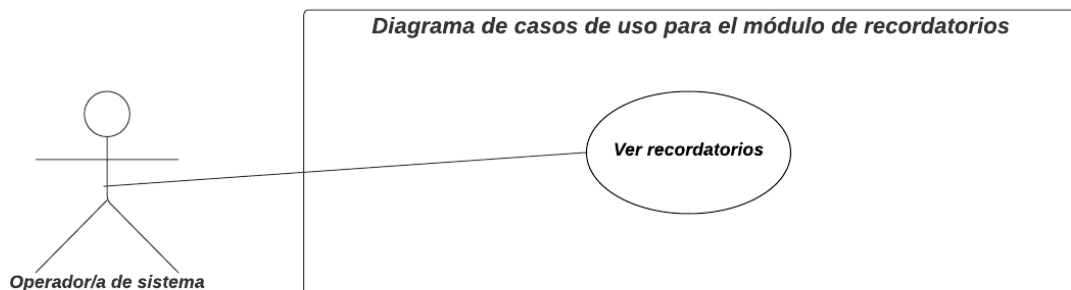 Diagrama de casos de uso para el módulo de recordatorios
Ver recordatorios
Operador/a de sistema